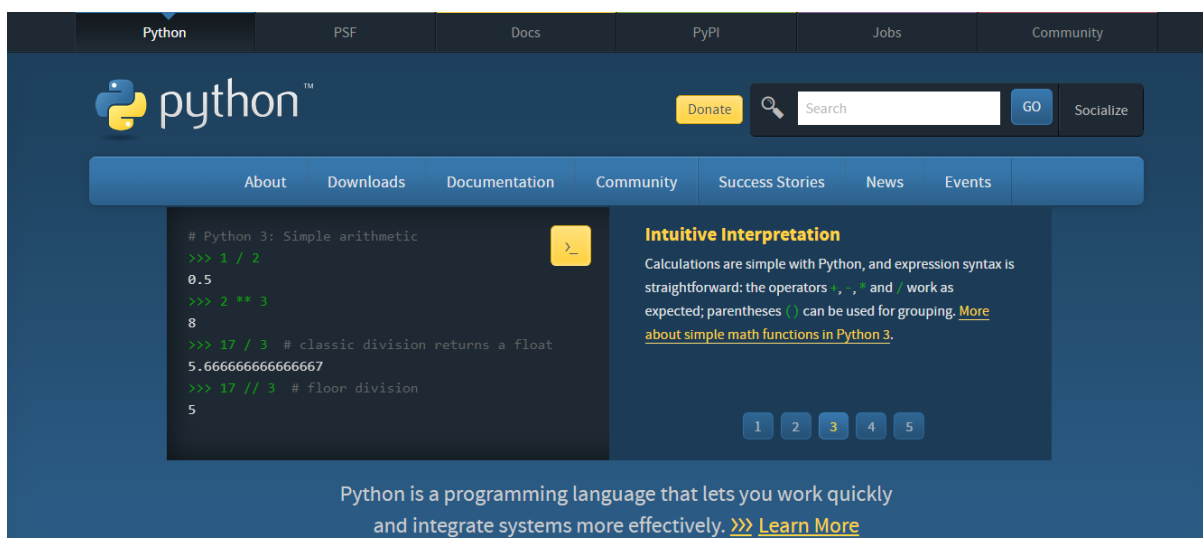 Python PSF Docs PyPI Jobs Community
python™
Donate Search GO Socialize
About Downloads Documentation Community Success Stories News Events
# Python 3: Simple arithmetic
>>> 1 / 2
0.5
>>> 2 ** 3
8
>>> 17 / 3  # classic division returns a float
5.666666666666667
>>> 17 // 3  # floor division
5
>_
Intuitive Interpretation
Calculations are simple with Python, and expression syntax is
straightforward: the operators +, -, * and / work as
expected; parentheses () can be used for grouping. More
about simple math functions in Python 3.
1 2 3 4 5
Python is a programming language that lets you work quickly
and integrate systems more effectively. >>> Learn More